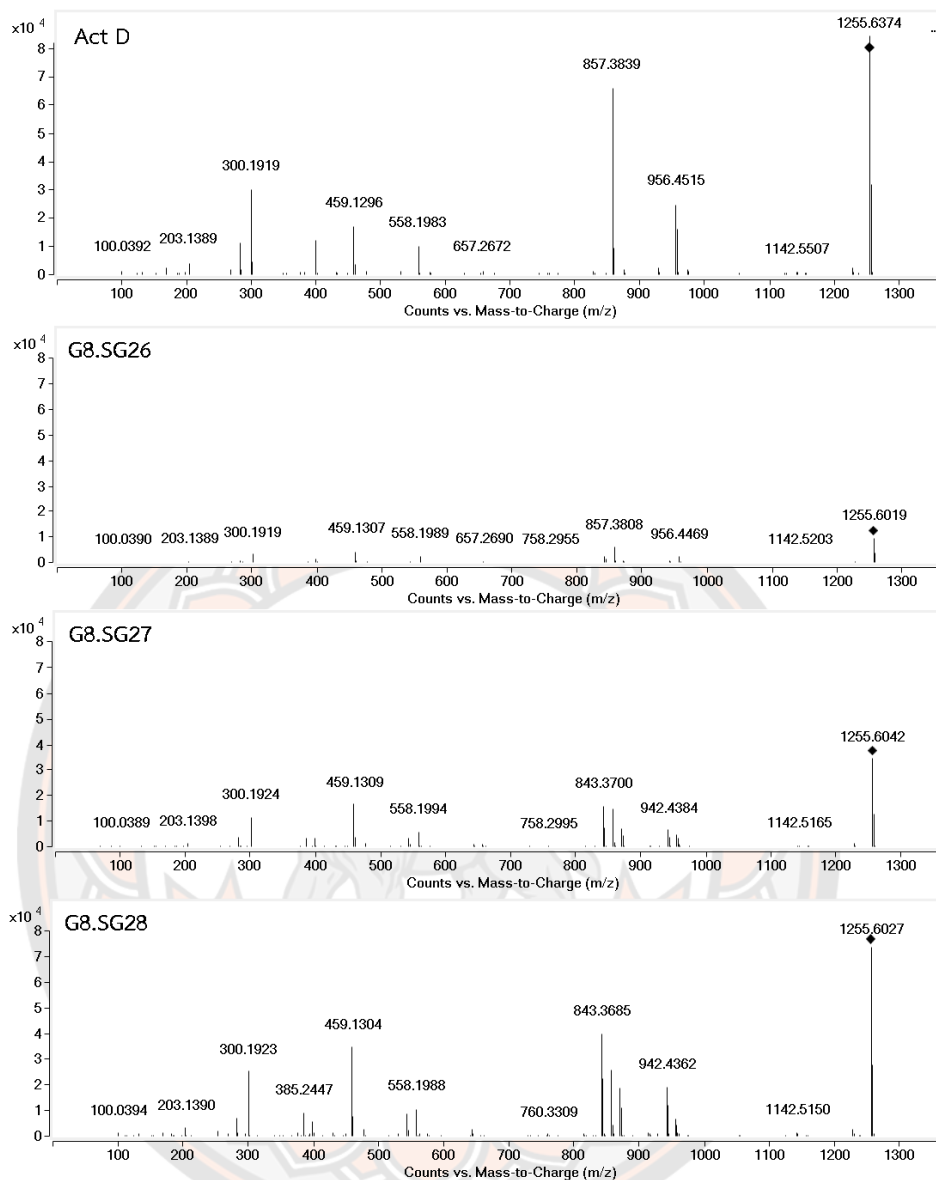 Act D
x10 4
1255.6374
857.3839
300.1919
956.4515
459.1296
558.1983
100.0392 203.1389 657.2672 1142.5507
8
7
6
5
4
3
2
1
0
100 200 300 400 500 600 700 800 900 1000 1100 1200 1300
Counts vs. Mass-to-Charge (m/z)
G8.SG26
x10 4
1255.6019
857.3808
100.0390 203.1389 300.1919 459.1307 558.1989 657.2690 758.2955 956.4469 1142.5203
8
7
6
5
4
3
2
1
0
100 200 300 400 500 600 700 800 900 1000 1100 1200 1300
Counts vs. Mass-to-Charge (m/z)
G8.SG27
x10 4
1255.6042
459.1309
843.3700
300.1924
558.1994
942.4384
100.0389 203.1398 758.2995 1142.5165
8
7
6
5
4
3
2
1
0
100 200 300 400 500 600 700 800 900 1000 1100 1200 1300
Counts vs. Mass-to-Charge (m/z)
G8.SG28
x10 4
1255.6027
843.3685
459.1304
300.1923
942.4362
385.2447 558.1988
100.0394 203.1390 760.3309 1142.5150
8
7
6
5
4
3
2
1
0
100 200 300 400 500 600 700 800 900 1000 1100 1200 1300
Counts vs. Mass-to-Charge (m/z)